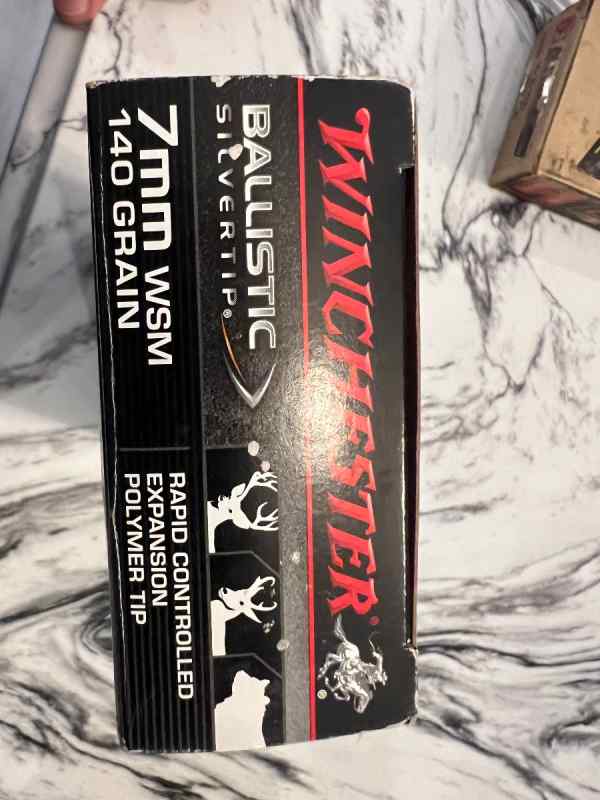 WINCHESTER®
BALLISTIC
SILVERTIP®
7mm WSM
140 GRAIN
RAPID CONTROLLED
EXPANSION
POLYMER TIP